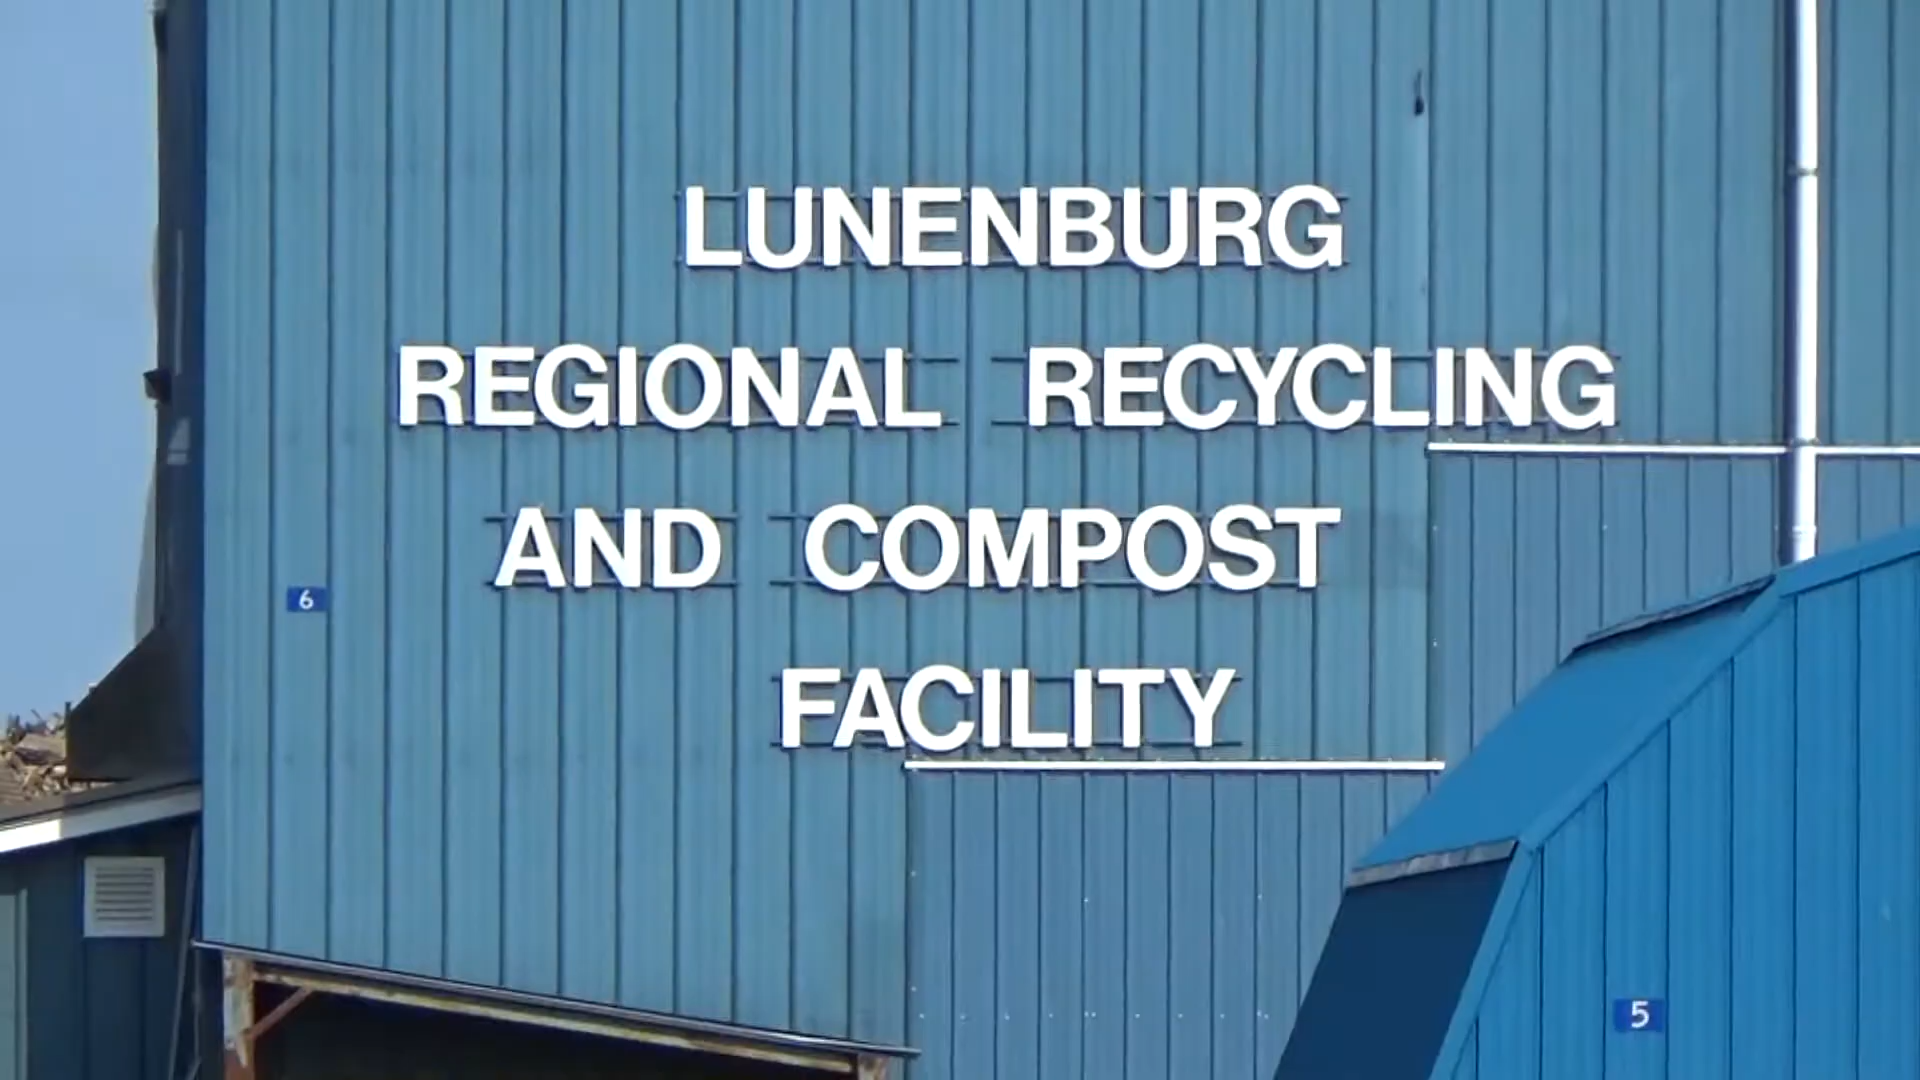 LUNENBURG
REGIONAL RECYCLING
AND COMPOST
FACILITY
6
5